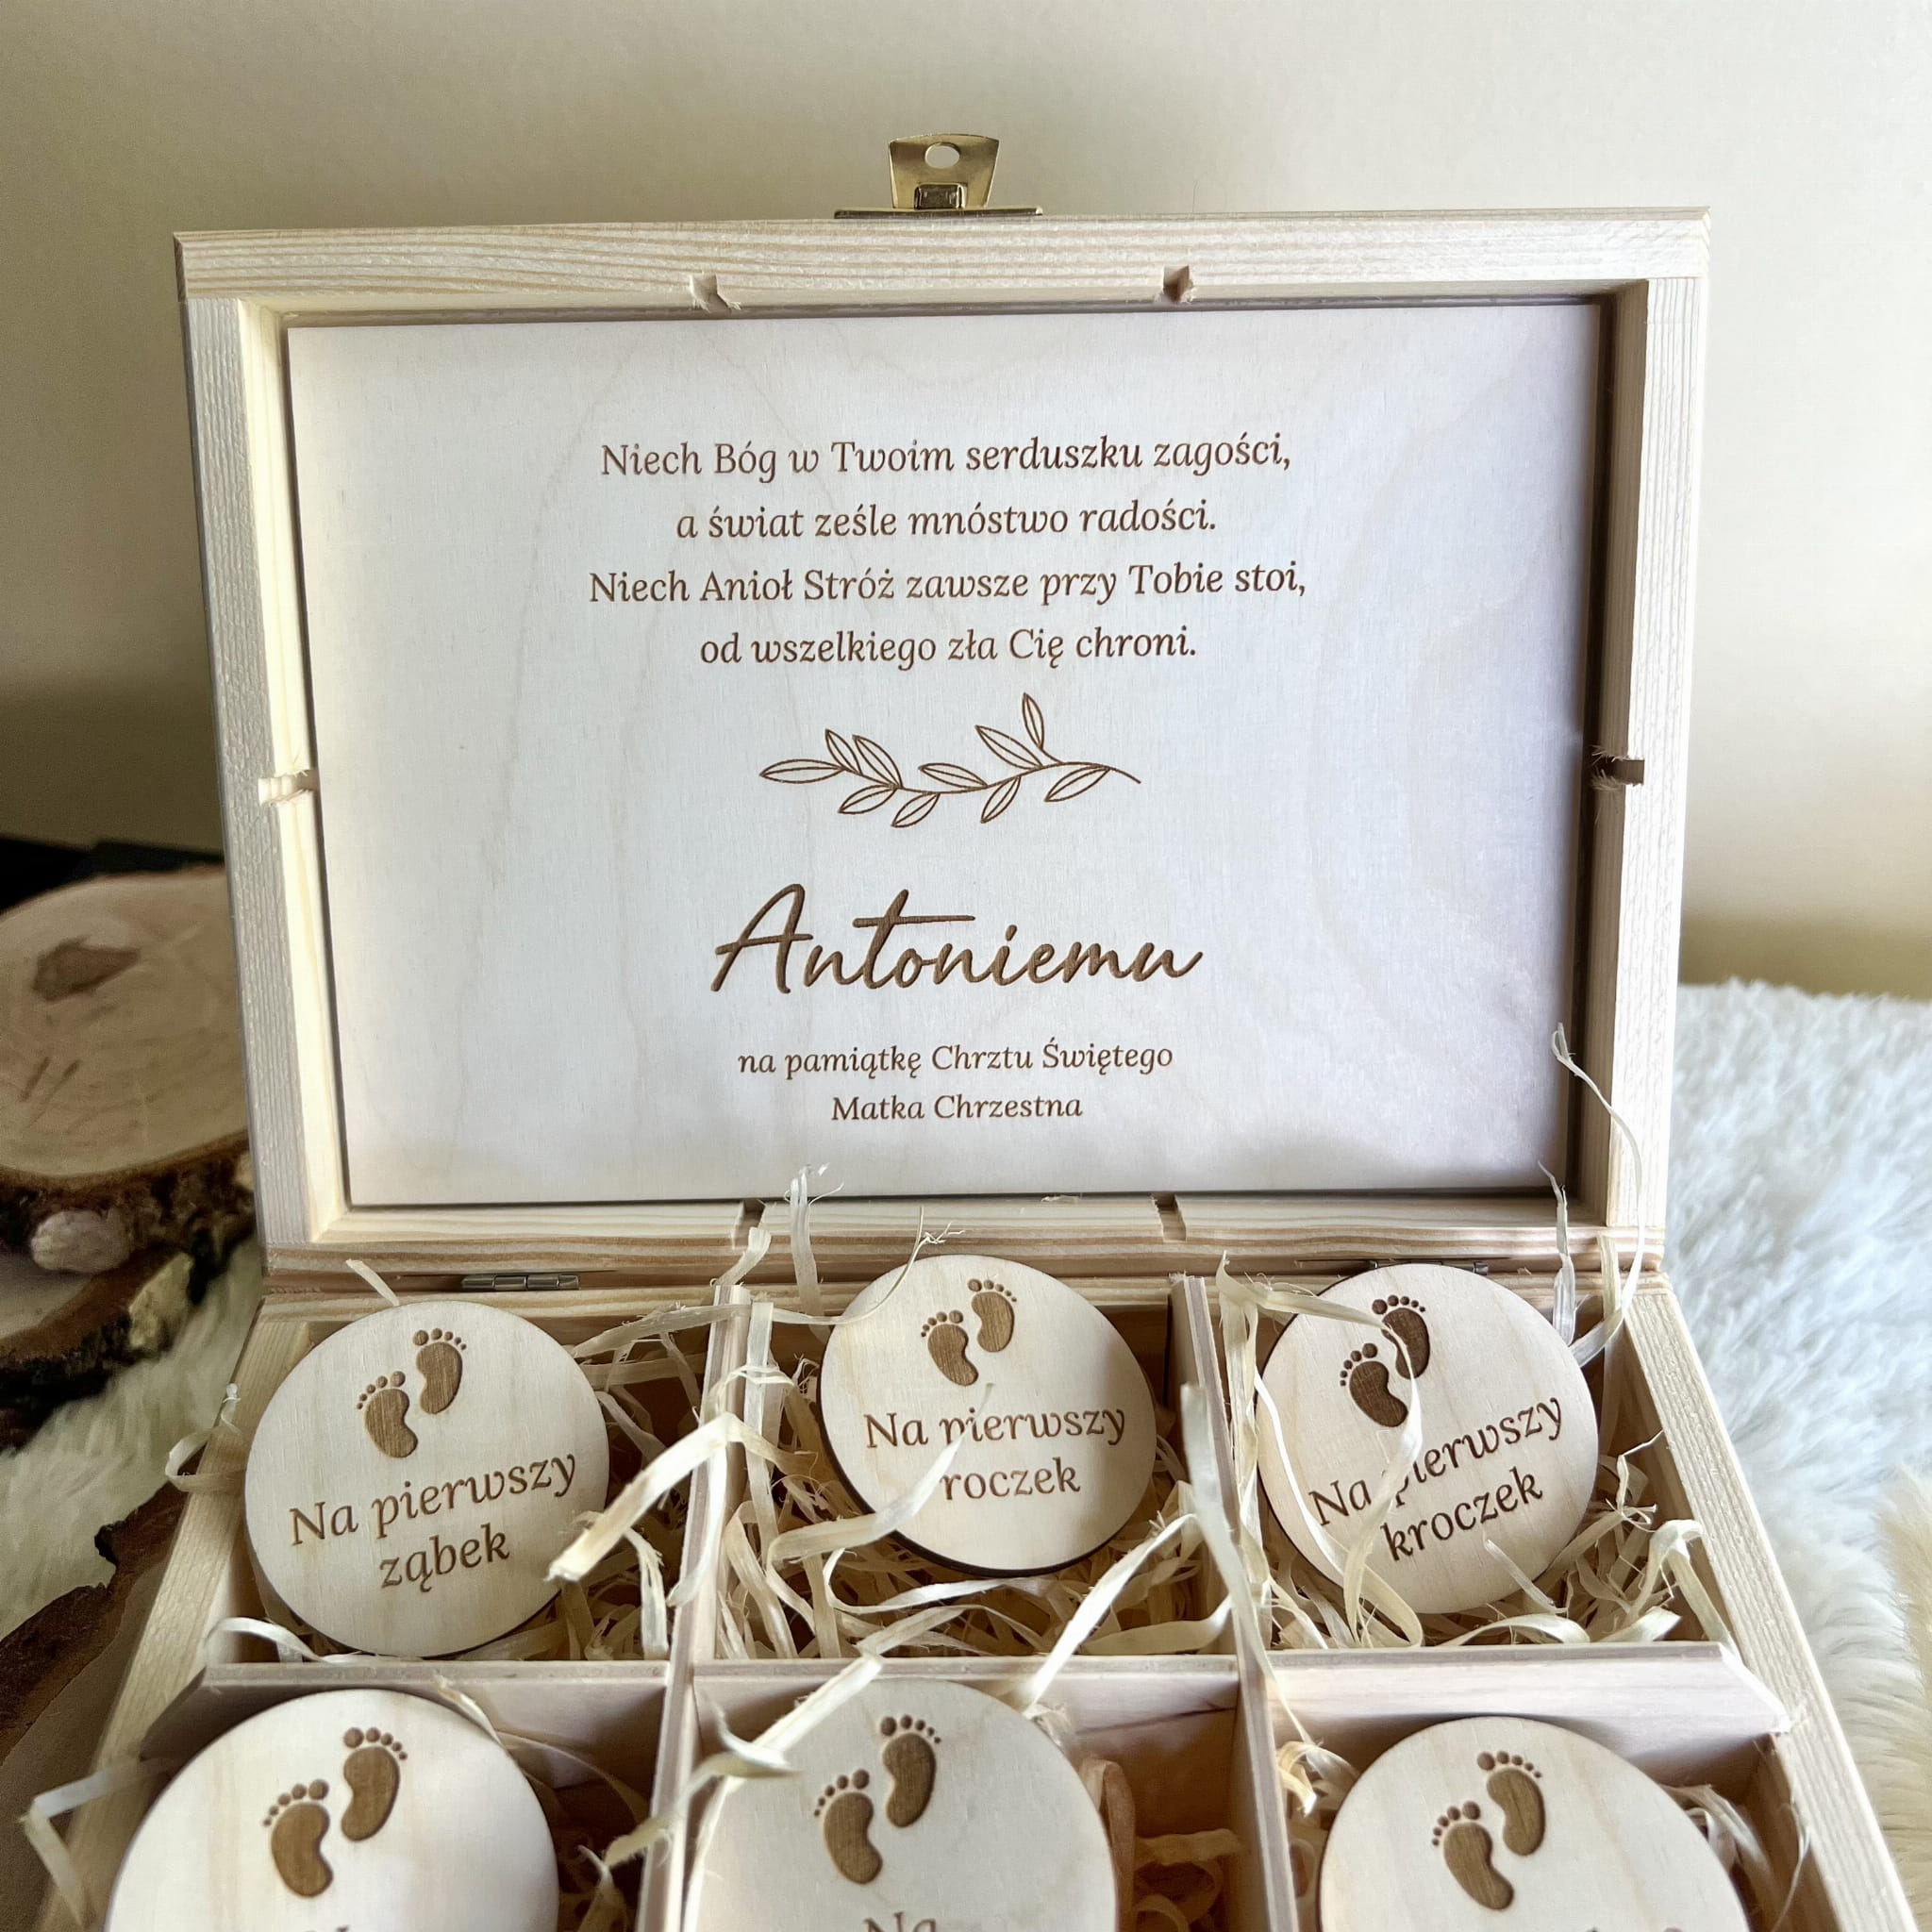 Niech Bóg w Twoim serduszku zagości,
a świat ześle mnóstwo radości.
Niech Anioł Stróż zawsze przy Tobie stoi,
od wszelkiego zła Cię chroni.
Antoniemu
na pamiątkę Chrztu Świętego
Matka Chrzestna
Na pierwszy
ząbek
Na pierwszy
roczek
Na pierwszy
kroczek
Na